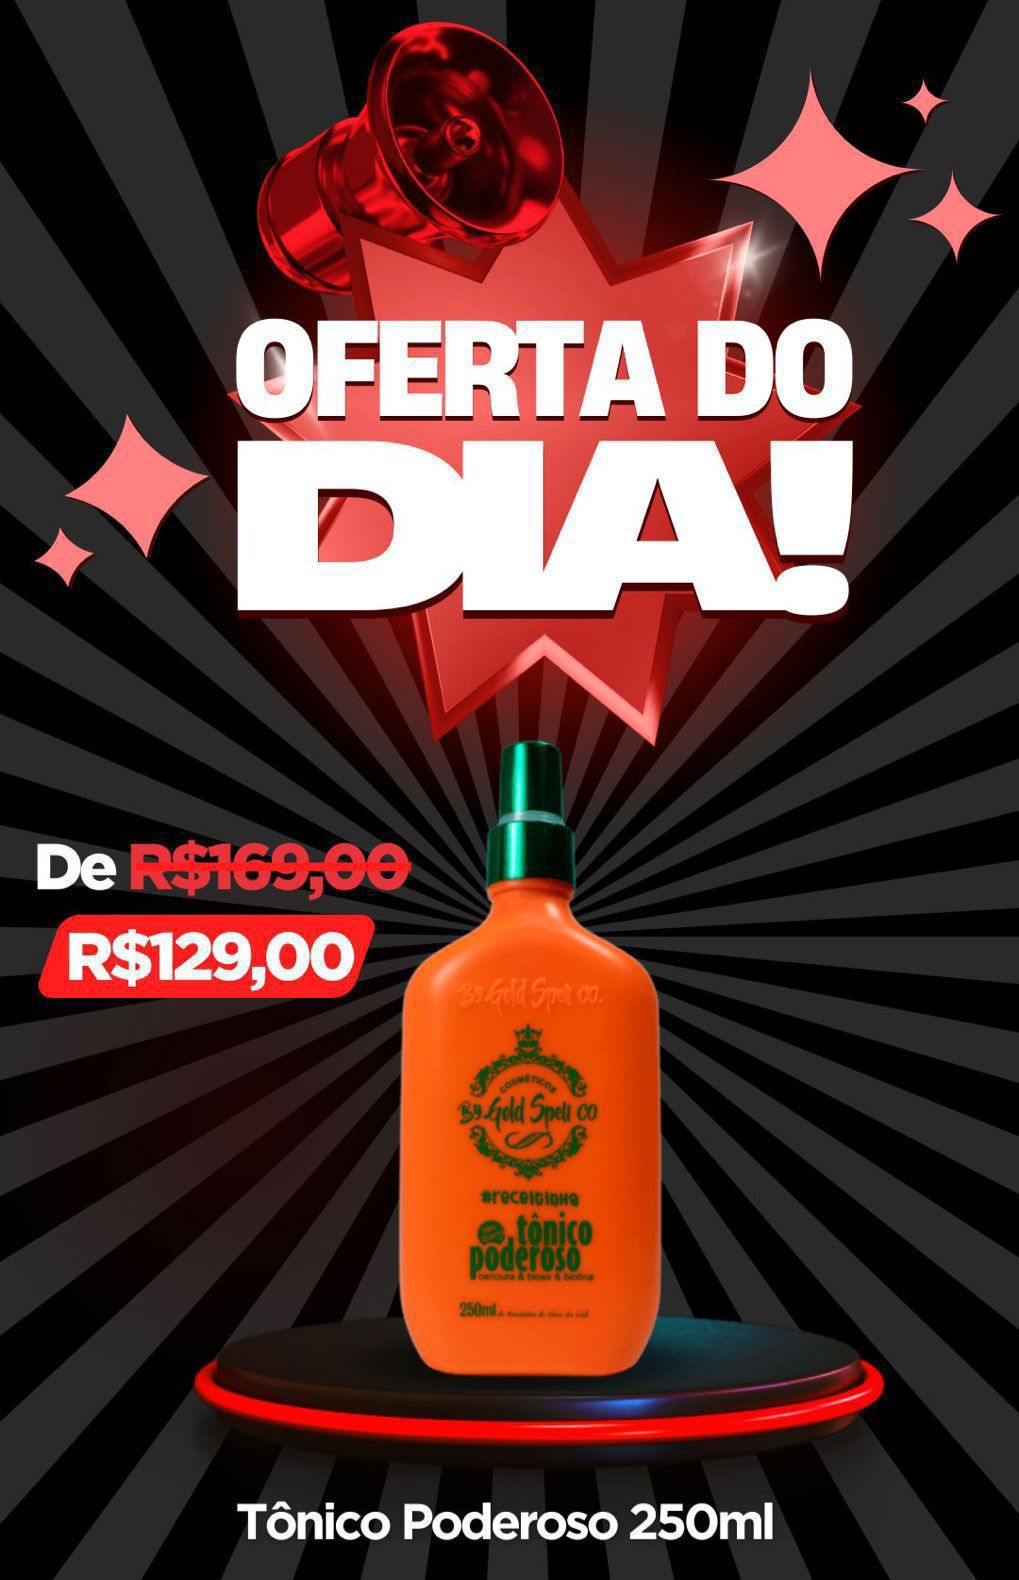 OFERTA DO
DIA!
De R$169,00
R$129,00
By Gold Spell CO.
COSMÉTICOS
By Gold Spell CO
#receitinha
tônico
poderoso
cenoura & bioex & biotina
250ml
Tônico Poderoso 250ml